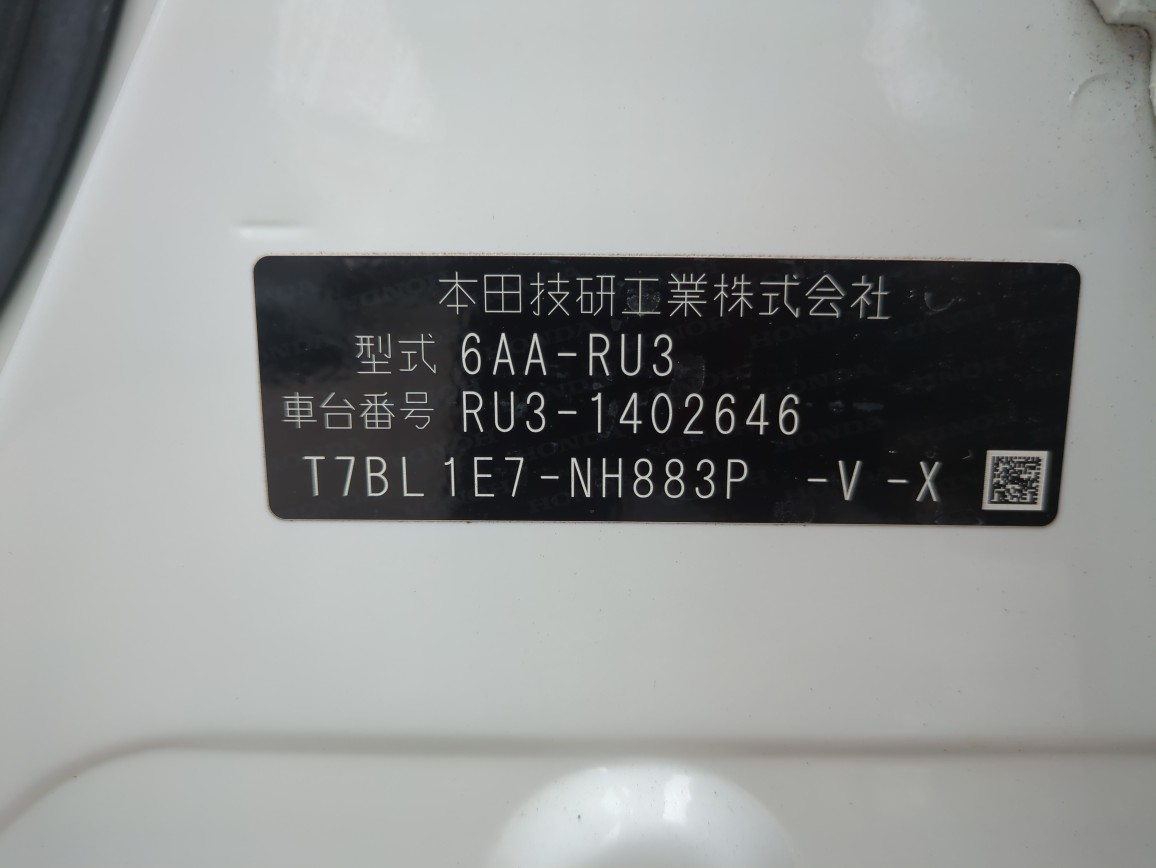 本田技研工業株式会社
型式 6AA-RU3
車台番号 RU3-1402646
T7BL1E7-NH883P -V -X